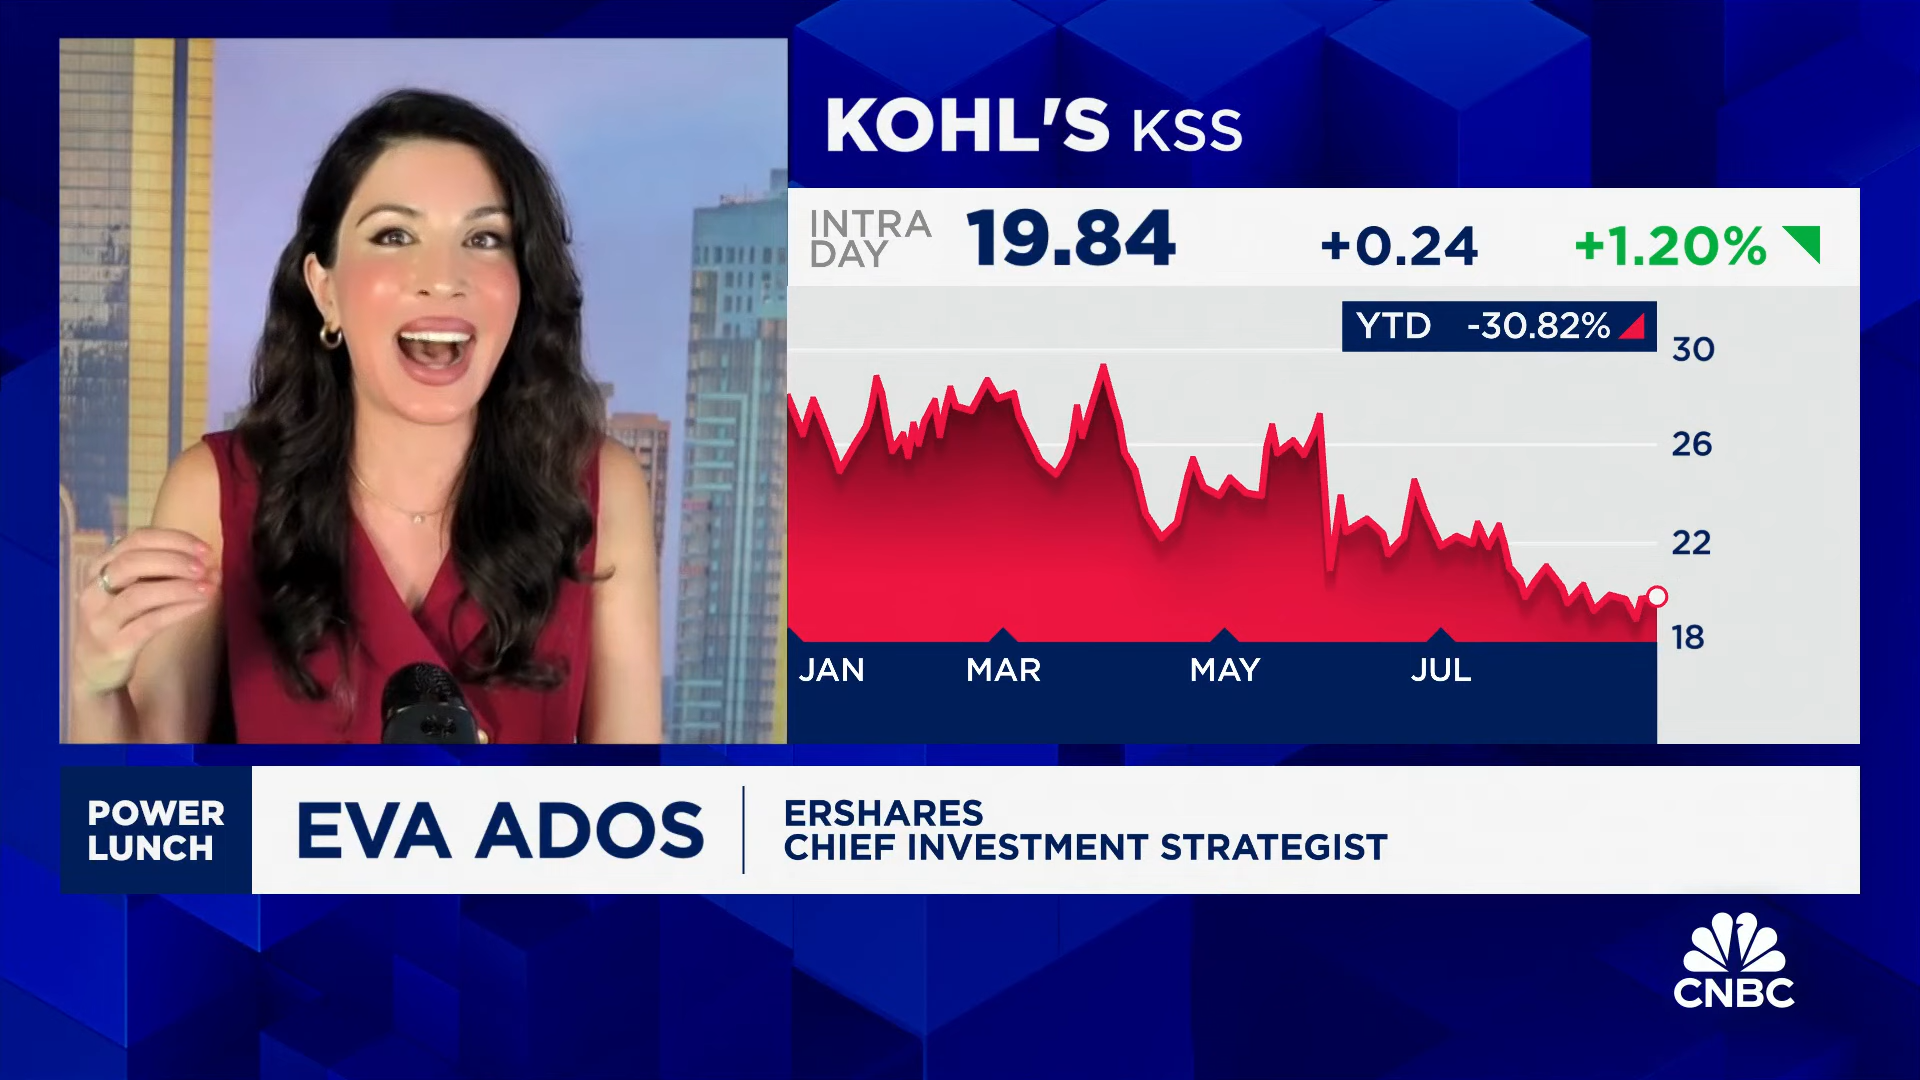 KOHL'S KSS
INTRA
DAY
19.84 +0.24 +1.20%
YTD -30.82%
30
26
22
18
JAN MAR MAY JUL
POWER
LUNCH
EVA ADOS
ERSHARES
CHIEF INVESTMENT STRATEGIST
CNBC